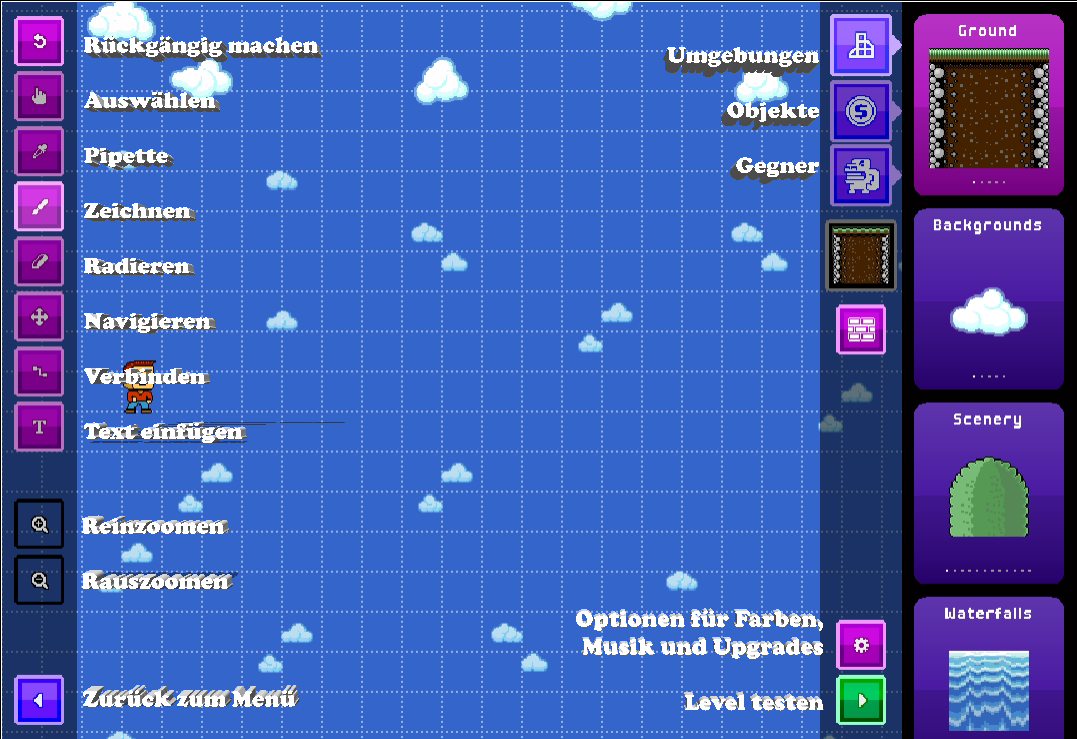 Rückgängig machen
Auswählen
Pipette
Zeichnen
Radieren
Navigieren
Verbinden
Text einfügen
T
Reinzoomen
Rauszoomen
Zurück zum Menü
Umgebungen
Objekte
S
Gegner
Optionen für Farben,
Musik und Upgrades
Level testen
Ground
Backgrounds
Scenery
Waterfalls